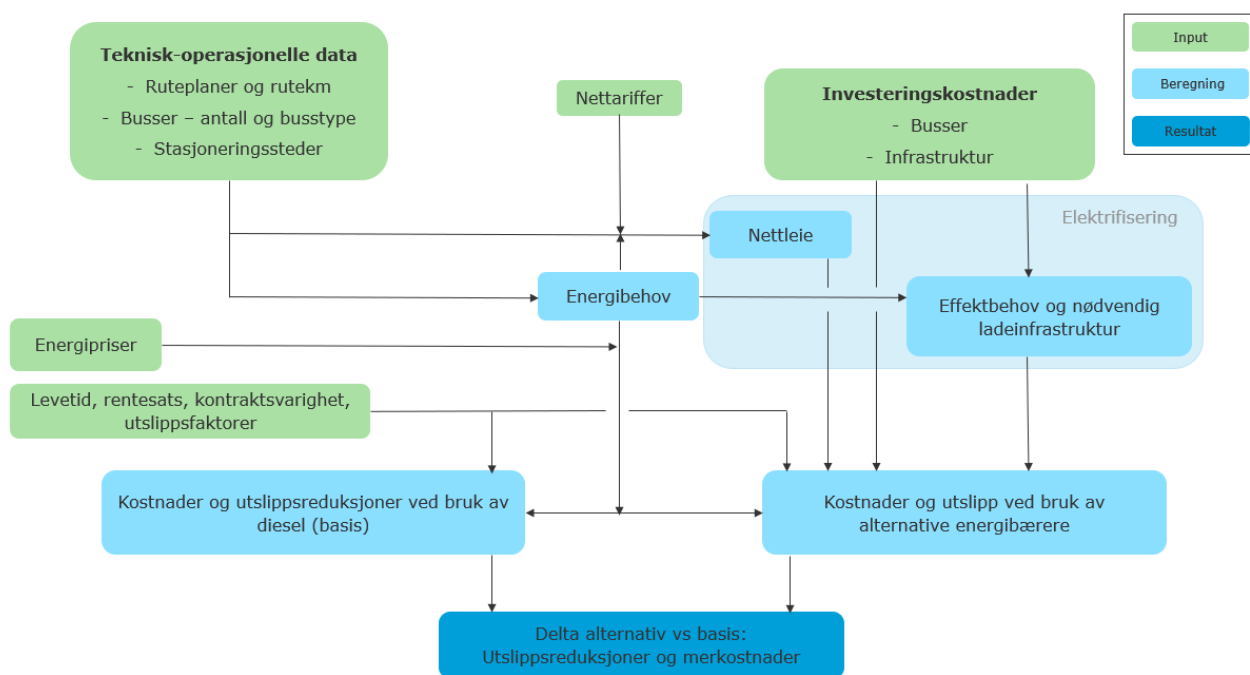 Teknisk-operasjonelle data
- Ruteplaner og rutekm
- Busser – antall og busstype
- Stasjoneringssteder
Nettariffer
Investeringskostnader
- Busser
- Infrastruktur
Input
Beregning
Resultat
Elektrifisering
Nettleie
Energibehov
Effektbehov og nødvendig
ladeinfrastruktur
Energipriser
Levetid, rentesats, kontraktsvarighet,
utslippsfaktorer
Kostnader og utslippsreduksjoner ved bruk av
diesel (basis)
Kostnader og utslipp ved bruk av
alternative energibærere
Delta alternativ vs basis:
Utslippsreduksjoner og merkostnader